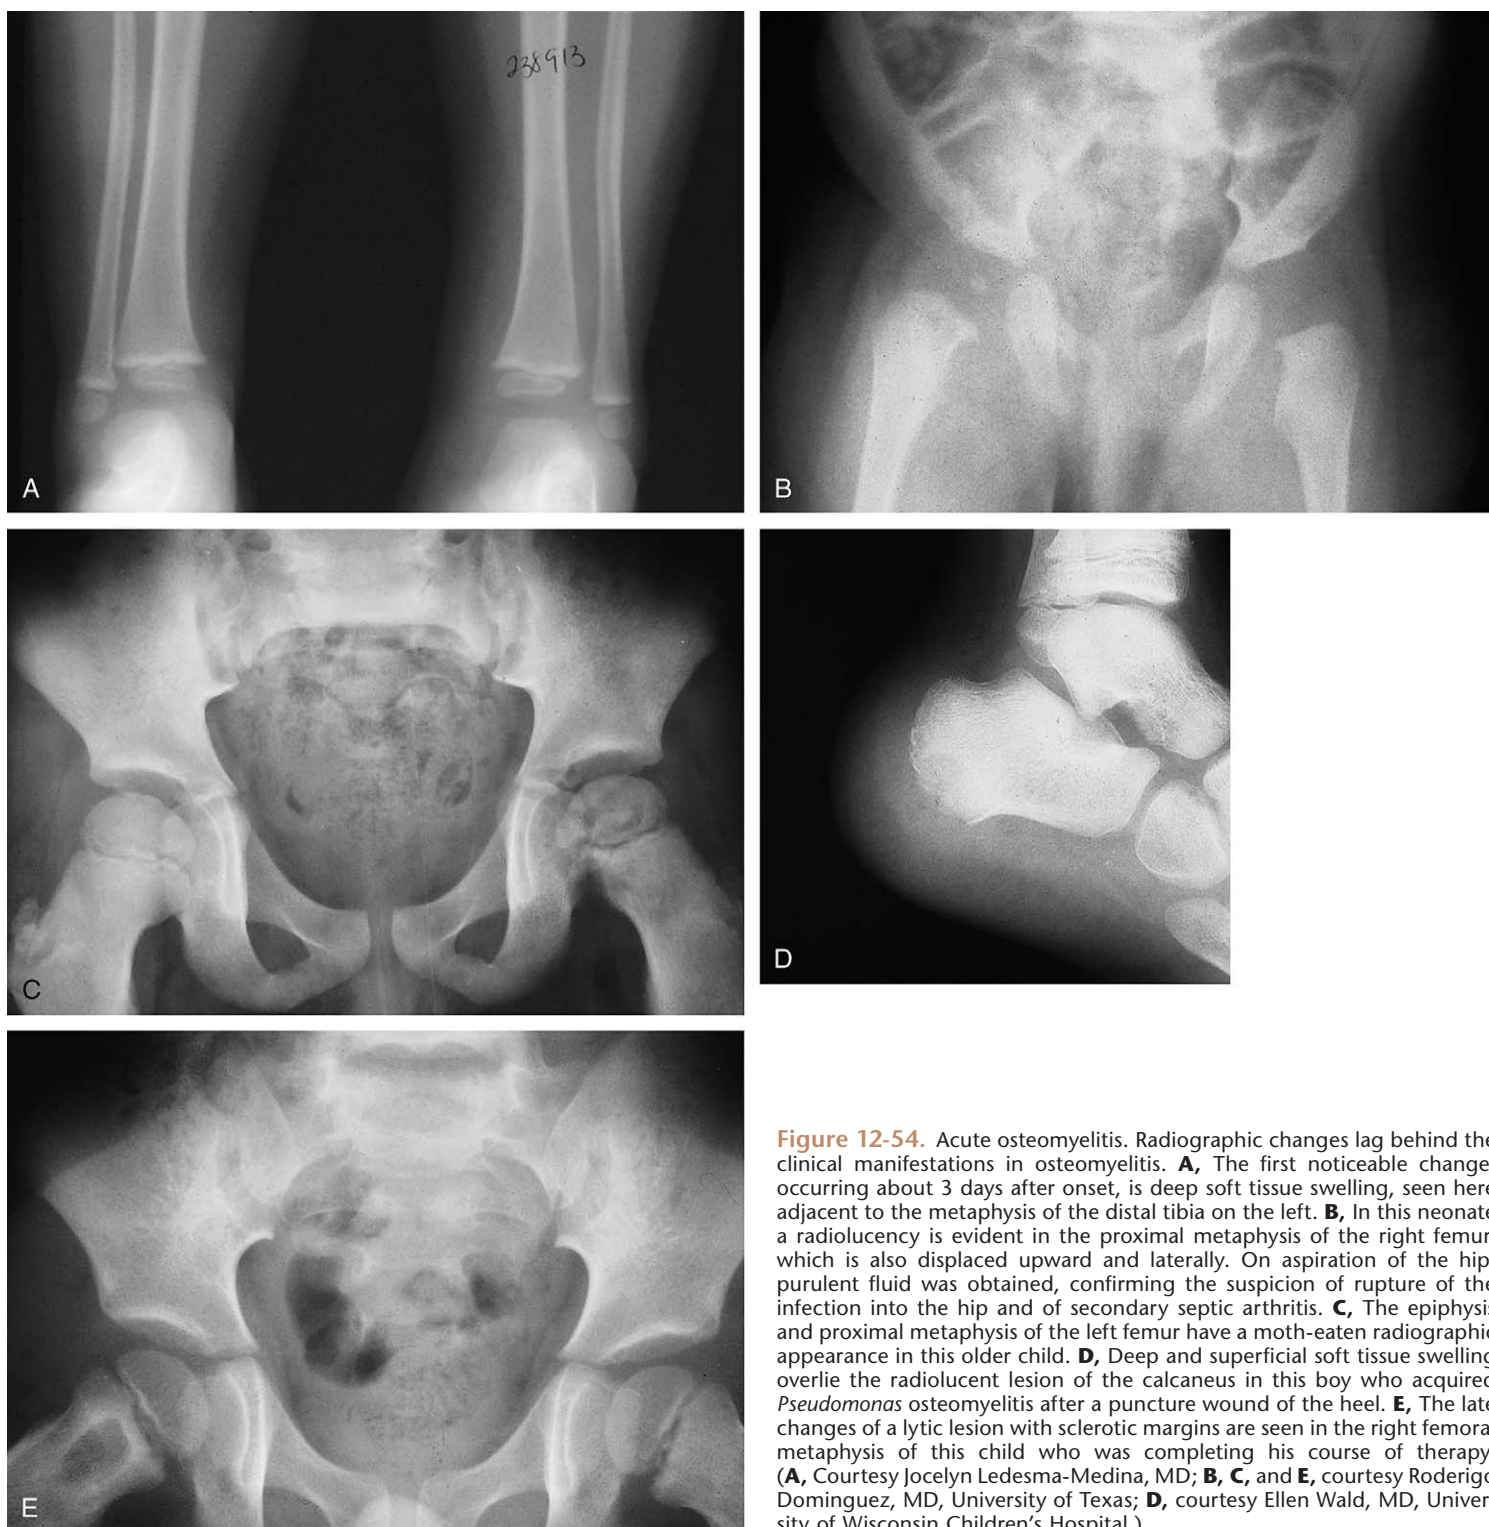 238913
A
B
C
D
E
Figure 12-54. Acute osteomyelitis. Radiographic changes lag behind the
clinical manifestations in osteomyelitis. A, The first noticeable change
occurring about 3 days after onset, is deep soft tissue swelling, seen here
adjacent to the metaphysis of the distal tibia on the left. B, In this neonate
a radiolucency is evident in the proximal metaphysis of the right femur
which is also displaced upward and laterally. On aspiration of the hip
purulent fluid was obtained, confirming the suspicion of rupture of the
infection into the hip and of secondary septic arthritis. C, The epiphysis
and proximal metaphysis of the left femur have a moth-eaten radiographic
appearance in this older child. D, Deep and superficial soft tissue swelling
overlie the radiolucent lesion of the calcaneus in this boy who acquired
Pseudomonas osteomyelitis after a puncture wound of the heel. E, The late
changes of a lytic lesion with sclerotic margins are seen in the right femora
metaphysis of this child who was completing his course of therapy
(A, Courtesy Jocelyn Ledesma-Medina, MD; B, C, and E, courtesy Roderigo
Dominguez, MD, University of Texas; D, courtesy Ellen Wald, MD, Univer
sity of Wisconsin Children's Hospital.)